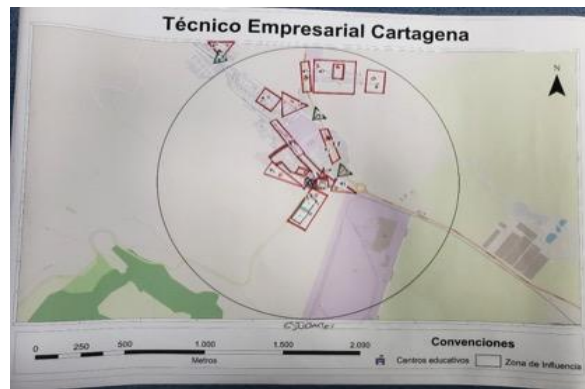 Técnico Empresarial Cartagena
N
0 250 500 1.000 1.500 2.000
Metros
Convenciones
Centros educativos
Zona de Influencia